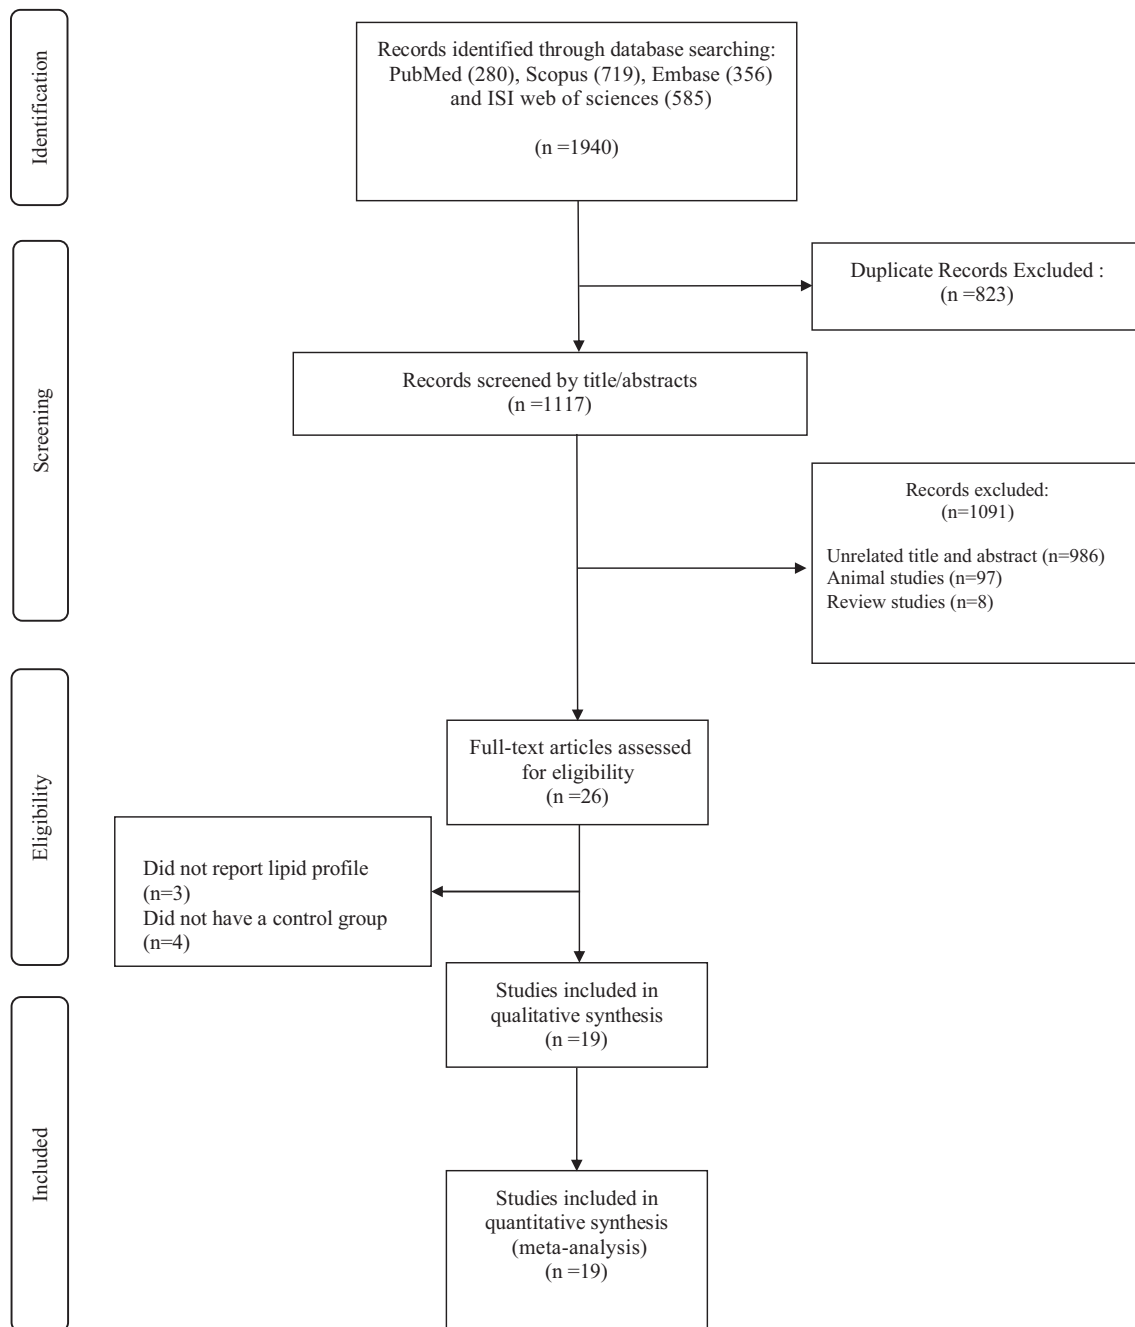 Identification
Records identified through database searching:
PubMed (280), Scopus (719), Embase (356)
and ISI web of sciences (585)
(n =1940)
Screening
Duplicate Records Excluded :
(n =823)
Records screened by title/abstracts
(n =1117)
Records excluded:
(n=1091)
Unrelated title and abstract (n=986)
Animal studies (n=97)
Review studies (n=8)
Eligibility
Full-text articles assessed
for eligibility
(n =26)
Did not report lipid profile
(n=3)
Did not have a control group
(n=4)
Included
Studies included in
qualitative synthesis
(n =19)
Studies included in
quantitative synthesis
(meta-analysis)
(n =19)